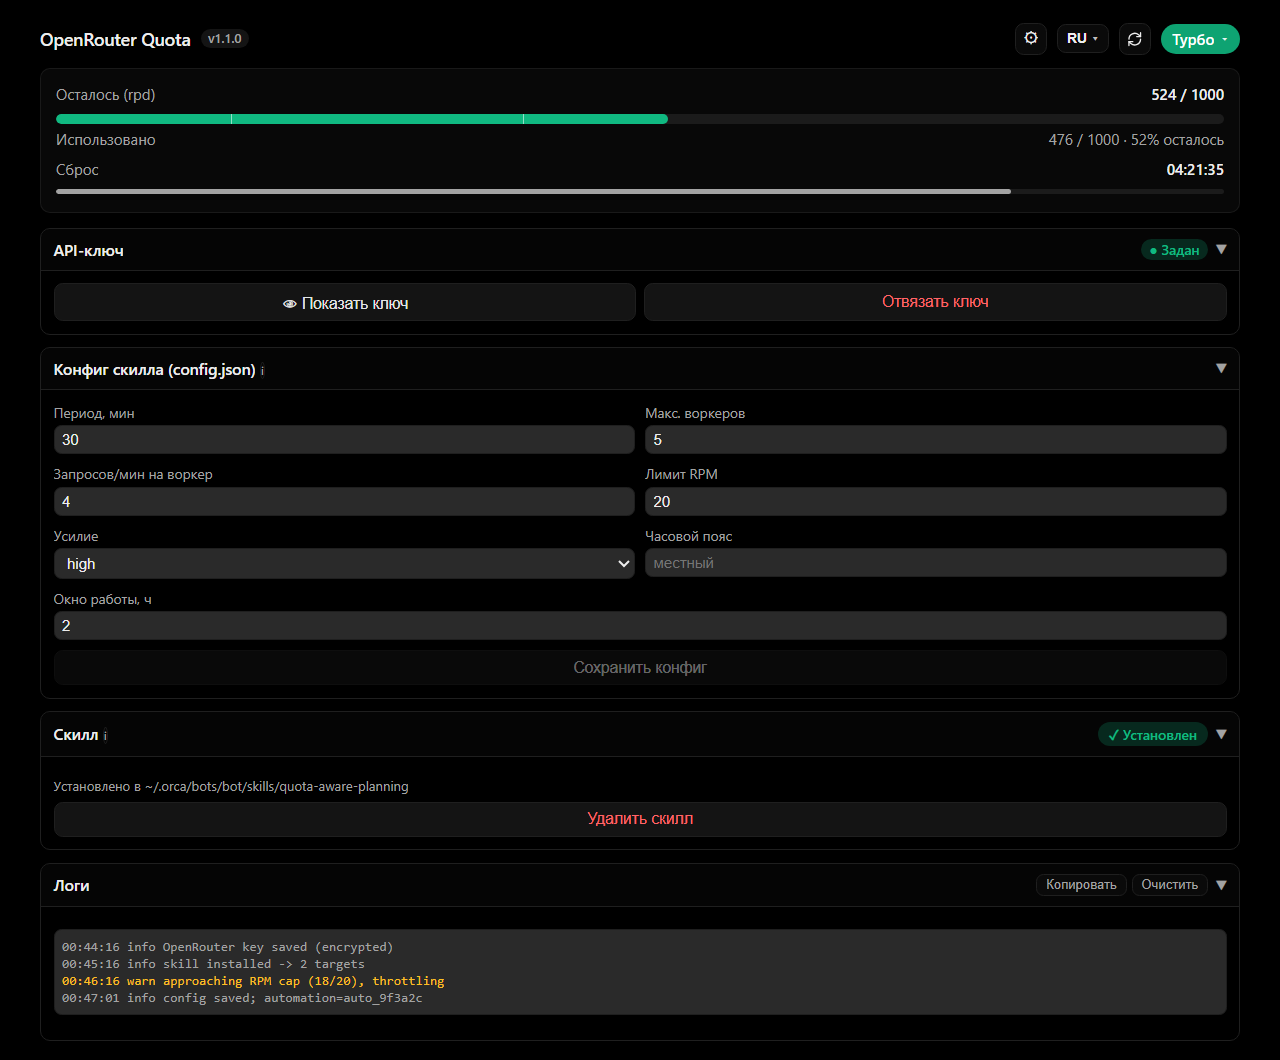 OpenRouter Quota v1.1.0 RU Турбо
Осталось (rpd) 524 / 1000
Использовано 476 / 1000 · 52% осталось
Сброс 04:21:35
API-ключ ● Задан ▼
Показать ключ Отвязать ключ
Конфиг скилла (config.json) i ▼
Период, мин Макс. воркеров
30 5
Запросов/мин на воркер Лимит RPM
4 20
Усилие Часовой пояс
high местный
Окно работы, ч
2
Сохранить конфиг
Скилл i ✓ Установлен ▼
Установлено в ~/.orca/bots/bot/skills/quota-aware-planning
Удалить скилл
Логи Копировать Очистить ▼
00:44:16 info OpenRouter key saved (encrypted)
00:45:16 info skill installed -> 2 targets
00:46:16 warn approaching RPM cap (18/20), throttling
00:47:01 info config saved; automation=auto_9f3a2c